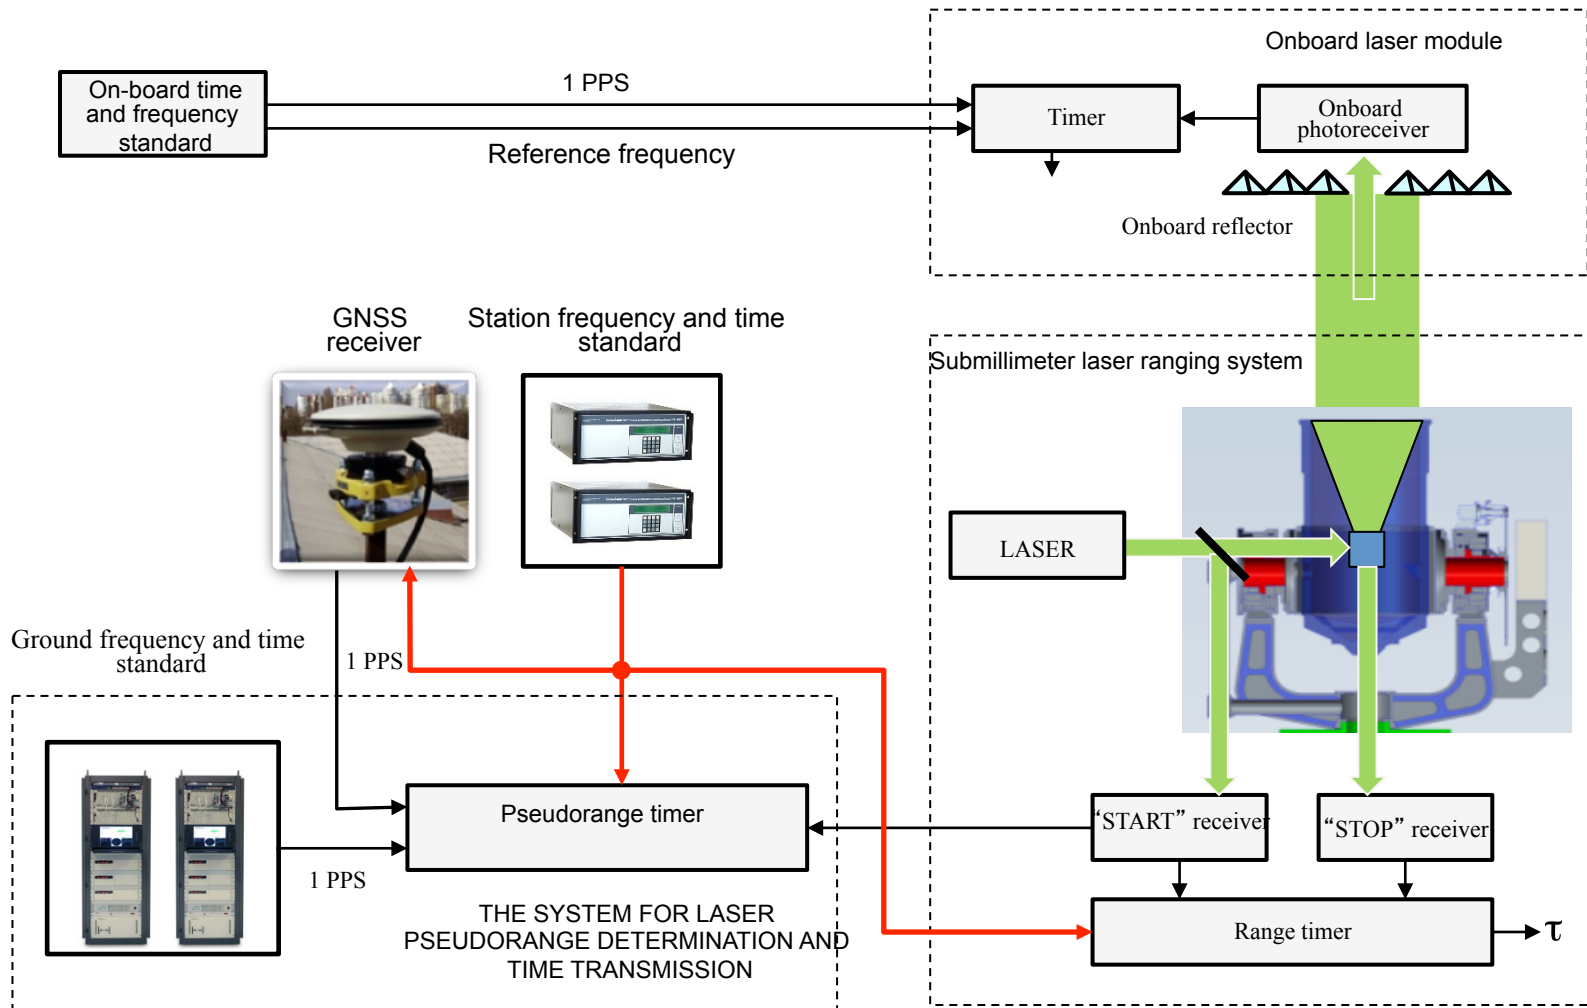 Onboard laser module
1 PPS
On-board time
and frequency
standard
Timer
Onboard
photoreceiver
Reference frequency
Onboard reflector
GNSS
receiver
Station frequency and time
standard
Submillimeter laser ranging system
LASER
Ground frequency and time
standard
1 PPS
Pseudorange timer
“START” receiver
“STOP” receiver
1 PPS
THE SYSTEM FOR LASER
PSEUDORANGE DETERMINATION AND
TIME TRANSMISSION
Range timer
τ